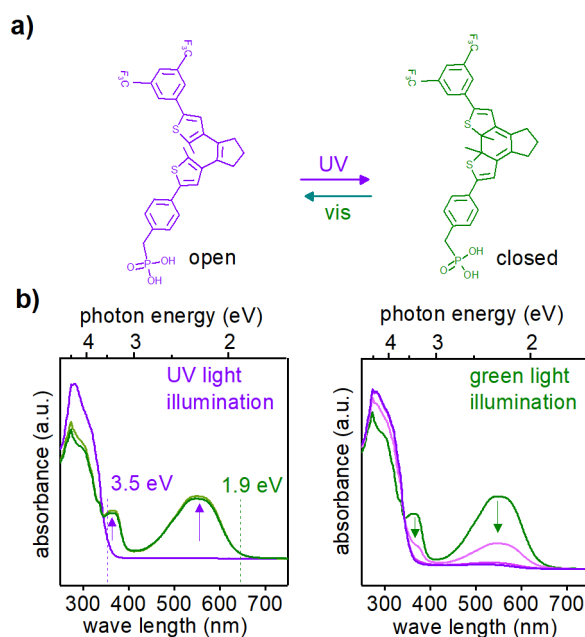 a)
F₃C
CF₃
S
S
O
P
OH
OH
open
UV
vis
F₃C
CF₃
S
S
O
P
OH
OH
closed
b)
photon energy (eV)
4 3 2
UV light
illumination
3.5 eV
1.9 eV
absorbance (a.u.)
300 400 500 600 700
wave length (nm)
photon energy (eV)
4 3 2
green light
illumination
absorbance (a.u.)
300 400 500 600 700
wave length (nm)